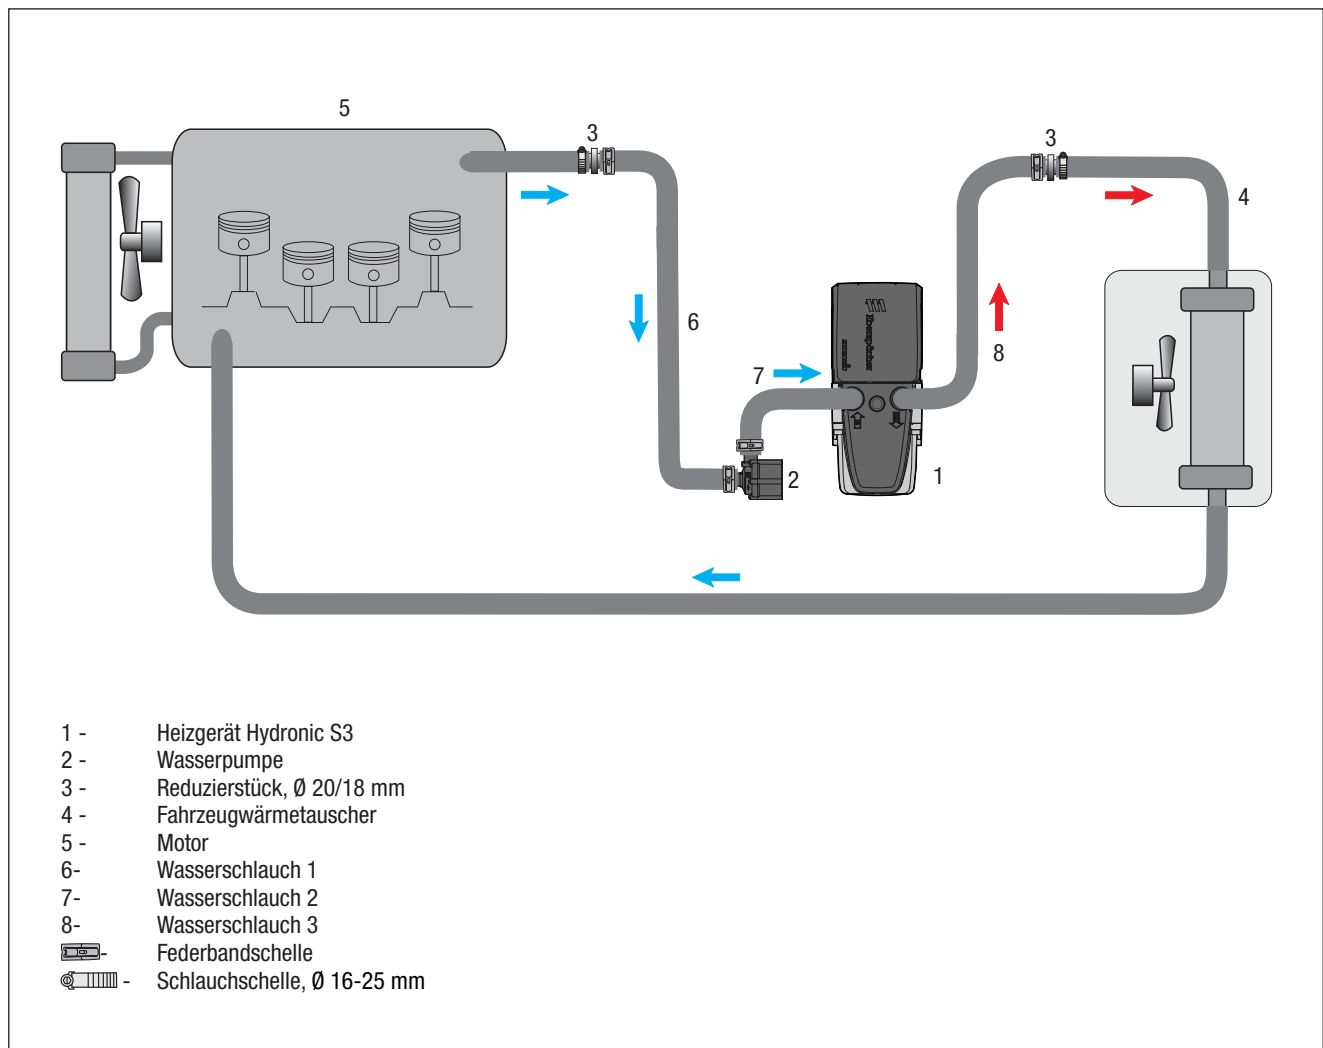 5
3
3
4
6
8
7
Eberspächer
2
1
1 - Heizgerät Hydronic S3
2 - Wasserpumpe
3 - Reduzierstück, Ø 20/18 mm
4 - Fahrzeugwärmetauscher
5 - Motor
6- Wasserschlauch 1
7- Wasserschlauch 2
8- Wasserschlauch 3
- Federbandschelle
- Schlauchschelle, Ø 16-25 mm